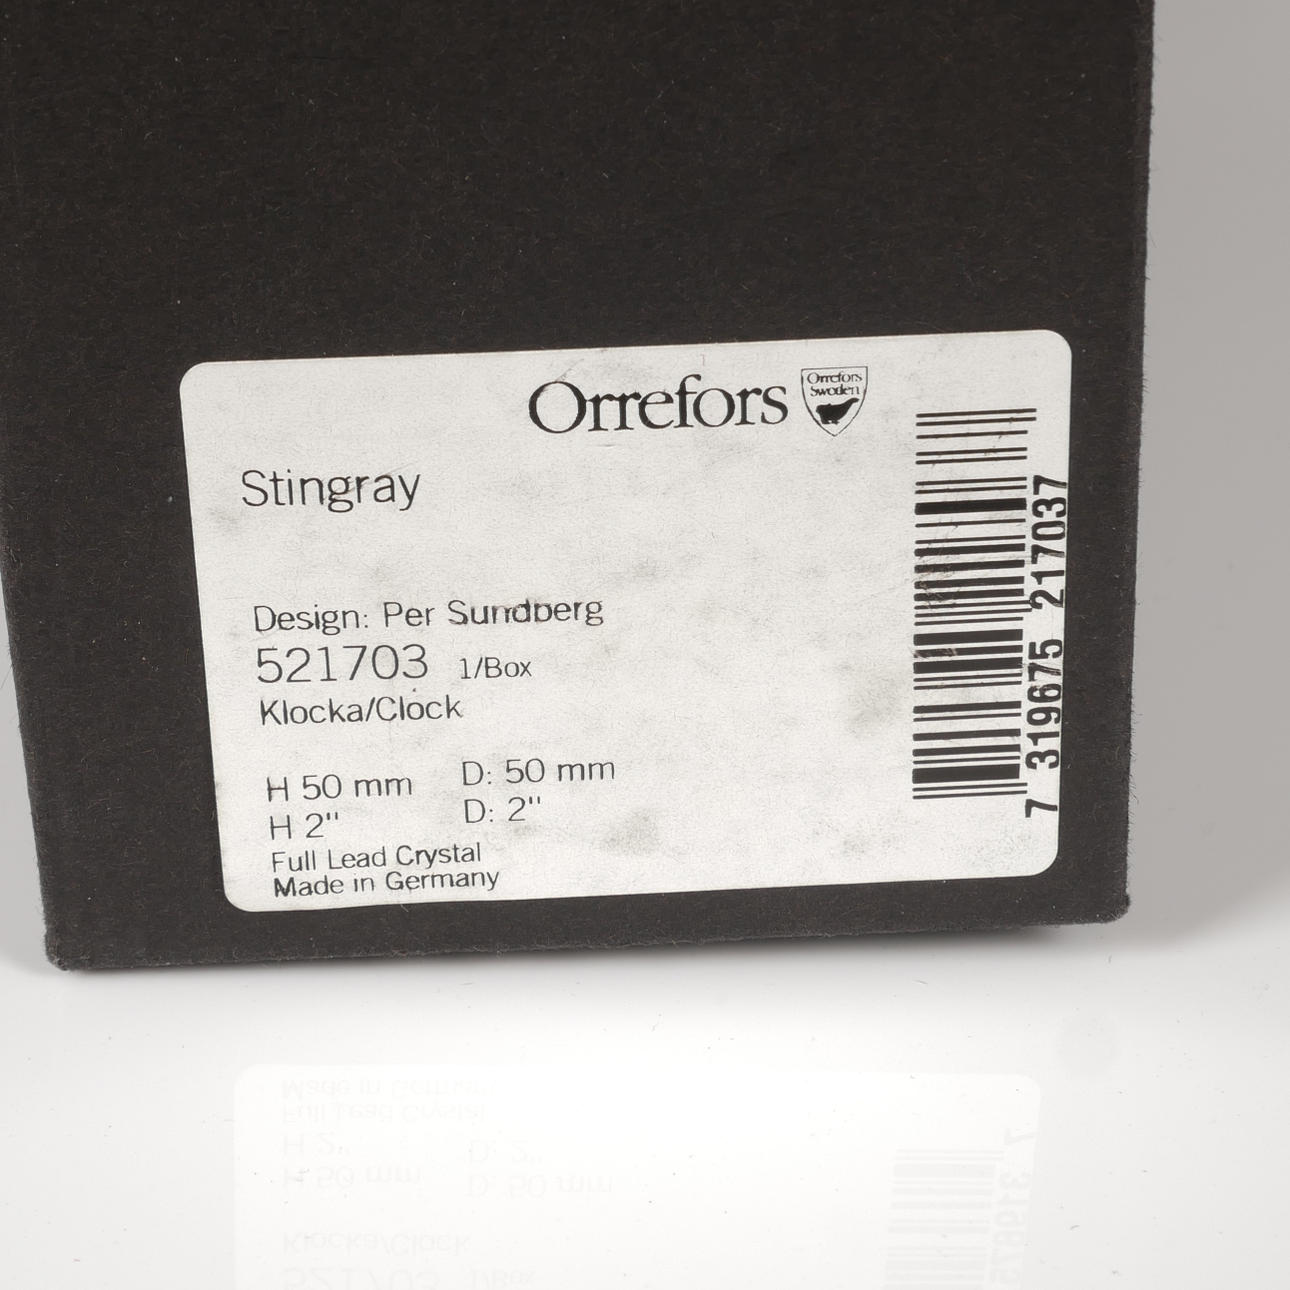 Orrefors
Orrefors
Sweden
Stingray
Design: Per Sundberg
521703 1/Box
Klocka/Clock
H 50 mm D: 50 mm
H 2" D: 2"
Full Lead Crystal
Made in Germany
7 319675 217037